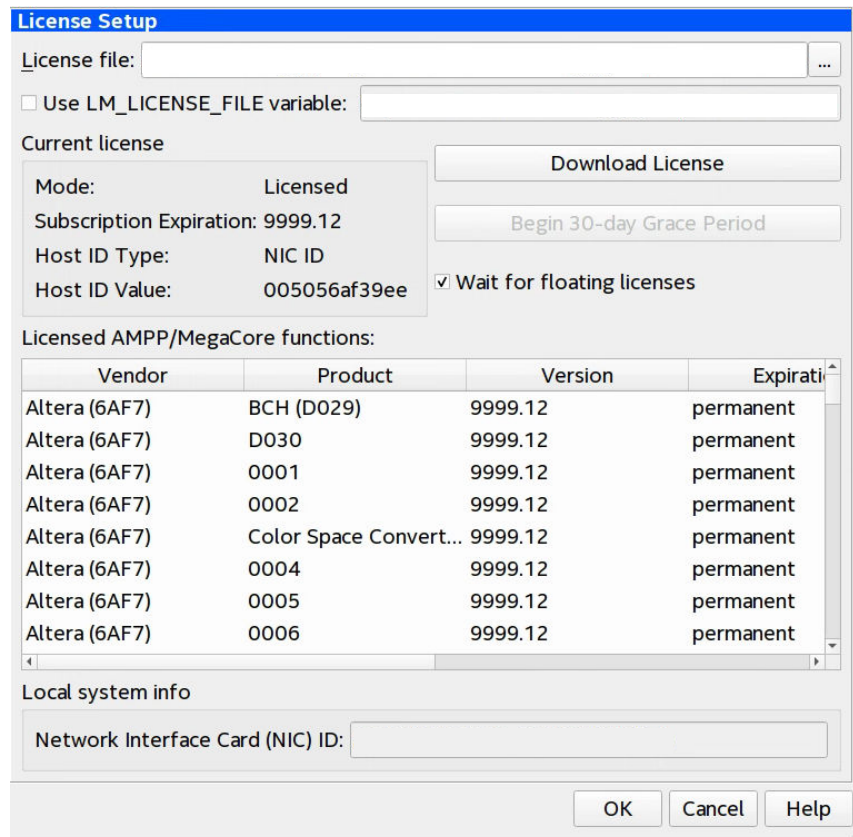 License Setup
License file: ...
Use LM_LICENSE_FILE variable:
Current license
Download License
Mode: Licensed
Subscription Expiration: 9999.12
Begin 30-day Grace Period
Host ID Type: NIC ID
Host ID Value: 005056af39ee
Wait for floating licenses
Licensed AMPP/MegaCore functions:
Vendor Product Version Expirati
Altera (6AF7) BCH (D029) 9999.12 permanent
Altera (6AF7) D030 9999.12 permanent
Altera (6AF7) 0001 9999.12 permanent
Altera (6AF7) 0002 9999.12 permanent
Altera (6AF7) Color Space Convert... 9999.12 permanent
Altera (6AF7) 0004 9999.12 permanent
Altera (6AF7) 0005 9999.12 permanent
Altera (6AF7) 0006 9999.12 permanent
Local system info
Network Interface Card (NIC) ID:
OK Cancel Help